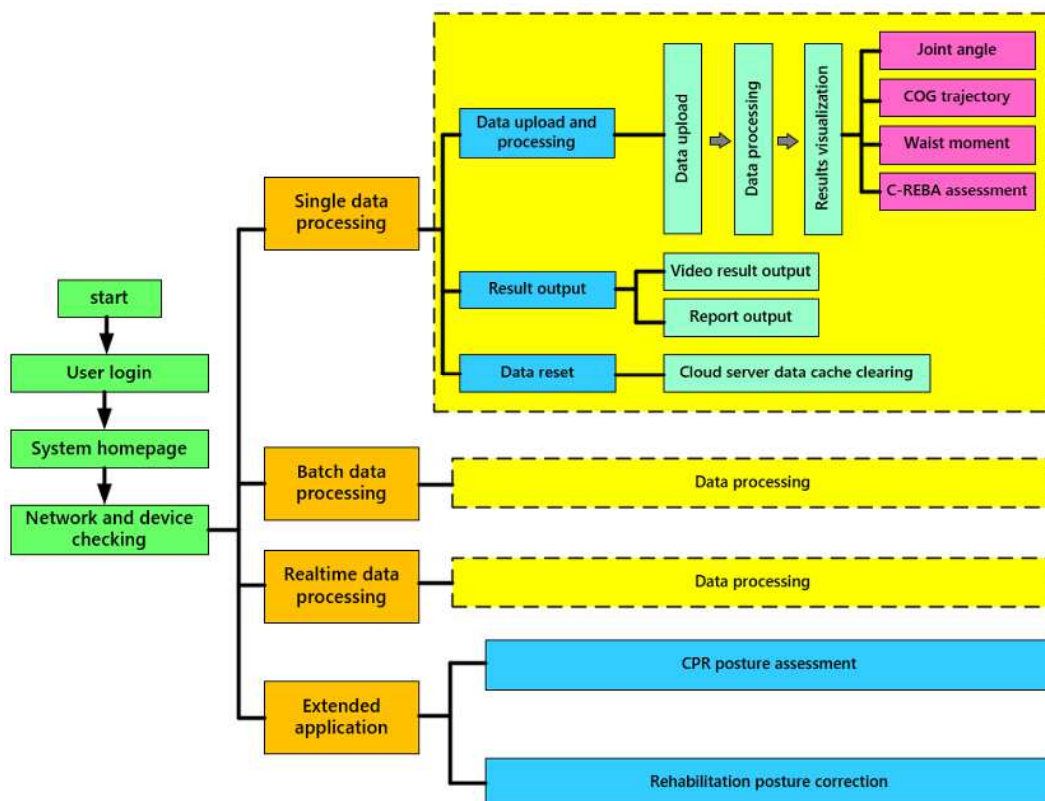 start
User login
System homepage
Network and device
checking
Single data
processing
Data upload and
processing
Data upload
Data processing
Results visualization
Joint angle
COG trajectory
Waist moment
C-REBA assessment
Result output
Video result output
Report output
Data reset
Cloud server data cache clearing
Batch data
processing
Data processing
Realtime data
processing
Data processing
Extended
application
CPR posture assessment
Rehabilitation posture correction